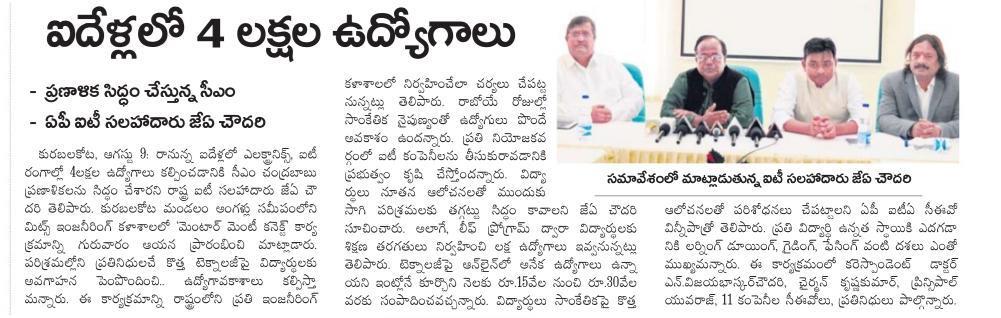 ఐదేళ్లలో 4 లక్షల ఉద్యోగాలు
- ప్రణాళిక సిద్ధం చేస్తున్న సీఎం
- ఏపీ ఐటీ సలహాదారు జేఏ చౌదరి
కురబలకోట, ఆగస్టు 9: రానున్న ఐదేళ్లలో ఎలక్ట్రానిక్స్, ఐటీ
రంగాల్లో 4లక్షల ఉద్యోగాలు కల్పించడానికి సీఎం చంద్రబాబు
ప్రణాళికలను సిద్ధం చేశారని రాష్ట్ర ఐటీ సలహాదారు జేఏ చౌ
దరి తెలిపారు. కురబలకోట మండలం అంగళ్లు సమీపంలోని
మిట్స్ ఇంజనీరింగ్ కళాశాలలో 'మెంటార్ మెంటీ కనెక్ట్' కార్య
క్రమాన్ని గురువారం ఆయన ప్రారంభించి మాట్లాడారు.
పరిశ్రమల్లోని ప్రతినిధులచే కొత్త టెక్నాలజీపై విద్యార్థులకు
అవగాహన పెంపొందించి.. ఉద్యోగావకాశాలు కల్పిస్తా
మన్నారు. ఈ కార్యక్రమాన్ని రాష్ట్రంలోని ప్రతి ఇంజనీరింగ్
కళాశాలలో నిర్వహించేలా చర్యలు చేపట్ట
నున్నట్లు తెలిపారు. రాబోయే రోజుల్లో
సాంకేతిక నైపుణ్యంతో ఉద్యోగులు పొందే
అవకాశం ఉందన్నారు. ప్రతి నియోజకవ
ర్గంలో ఐటీ కంపెనీలను తీసుకురావడానికి
ప్రభుత్వం కృషి చేస్తోందన్నారు. విద్యా
ర్థులు నూతన ఆలోచనలతో ముందుకు
సాగి పరిశ్రమలకు తగ్గట్టు సిద్ధం కావాలని జేఏ చౌదరి
సూచించారు. అలాగే, లీఫ్ ప్రోగ్రామ్ ద్వారా విద్యార్థులకు
శిక్షణ తరగతులు నిర్వహించి లక్ష ఉద్యోగాలు ఇవ్వనున్నట్లు
తెలిపారు. టెక్నాలజీపై ఆన్‌లైన్‌లో అనేక ఉద్యోగాలు ఉన్నా
యని ఇంట్లోనే కూర్చొని నెలకు రూ.15వేల నుంచి రూ.30వేల
వరకు సంపాదించవచ్చన్నారు. విద్యార్థులు సాంకేతికపై కొత్త
సమావేశంలో మాట్లాడుతున్న ఐటీ సలహాదారు జేఏ చౌదరి
ఆలోచనలతో పరిశోధనలు చేపట్టాలని ఏపీ ఐటీఏ సీఈవో
విన్నీపాత్రో తెలిపారు. ప్రతి విద్యార్థి ఉన్నత స్థాయికి ఎదగడా
నికి లర్నింగ్ డూయింగ్, గైడింగ్, ఫేసింగ్ వంటి దశలు ఎంతో
ముఖ్యమన్నారు. ఈ కార్యక్రమంలో కరెస్పాండెంట్ డాక్టర్
ఎన్.విజయభాస్కర్‌చౌదరి, ఛైర్మన్ కృష్ణకుమార్, ప్రిన్సిపాల్
యువరాజ్, 11 కంపెనీల సీఈవోలు, ప్రతినిధులు పాల్గొన్నారు.